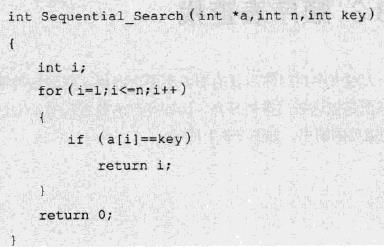 int Sequential_Search(int *a,int n,int key)
{
    int i;
    for(i=1;i<=n;i++)
    {
        if (a[i]==key)
            return i;
    }
    return 0;
}